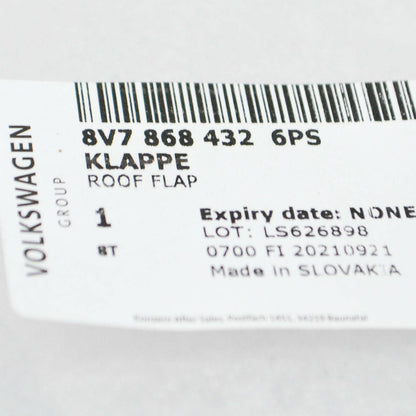 VOLKSWAGEN
GROUP
8V7 868 432 6PS
KLAPPE
ROOF FLAP
1 Expiry date: NONE
LOT: LS626898
8T 0700 FI 20210921
Made in SLOVAKIA